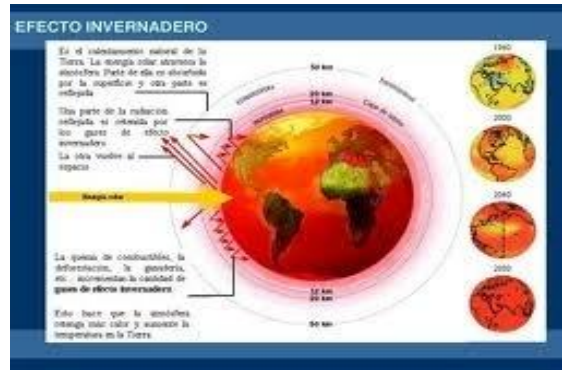 EFECTO INVERNADERO
Es el calentamiento natural de la
Tierra. La energía solar atraviesa la
atmósfera. Parte de ella es absorbida
por la superficie y otra parte es
reflejada.
Una parte de la radiación
reflejada es retenida por
los gases de efecto
invernadero
La otra vuelve al
espacio
Energía solar
La quema de combustibles, la
deforestación, la ganadería,
etc. incrementan la cantidad de
gases de efecto invernadero
Esto hace que la atmósfera
retenga más calor y aumente la
temperatura en la Tierra
50 km
20 km
12 km
Capa de ozono
12 km
20 km
50 km
1960
2000
2040